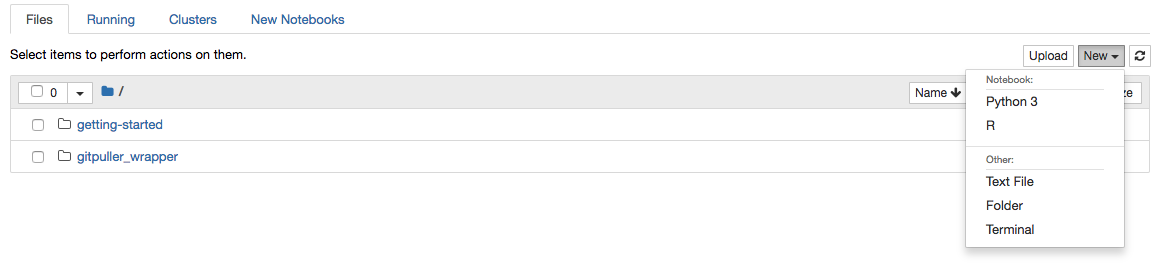 Files Running Clusters New Notebooks
Select items to perform actions on them. Upload New
0 / Name ze
Notebook:
getting-started Python 3
R
gitpuller_wrapper Other:
Text File
Folder
Terminal